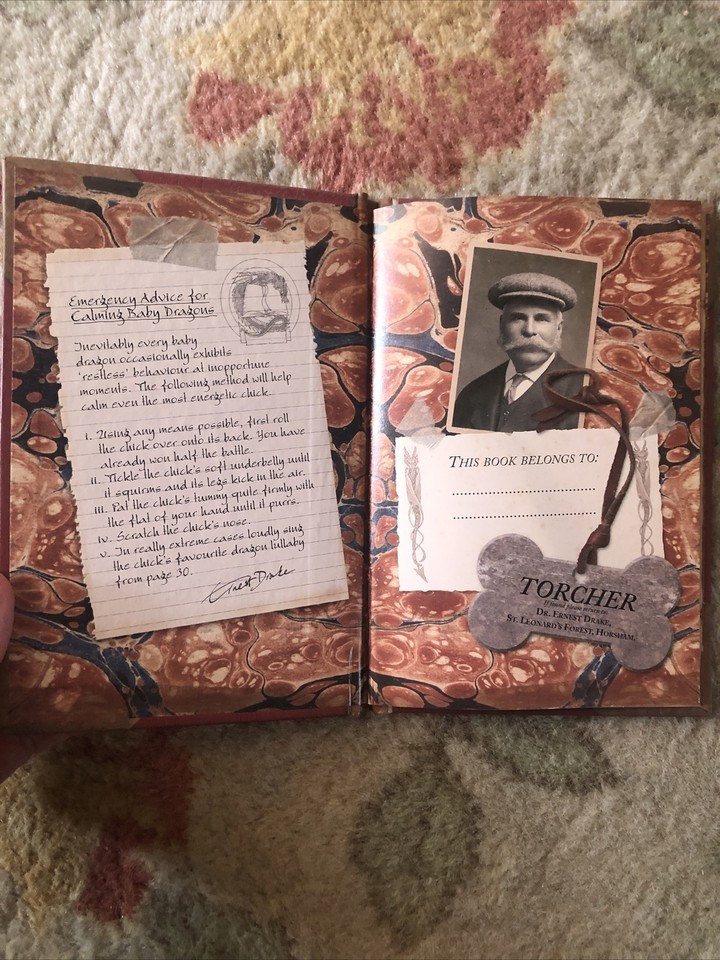 Emergency Advice for
Calming Baby Dragons
Inevitably every baby
dragon occasionally exhibits
'restless' behaviour at inopportune
moments. The following method will help
calm even the most energetic chick.
i. Using any means possible, first roll
the chick over onto its back. You have
already won half the battle.
ii. Tickle the chick's soft underbelly until
it squirms and its legs kick in the air.
iii. Pat the chick's tummy quite firmly with
the flat of your hand until it purrs.
iv. Scratch the chick's nose.
v. In really extreme cases loudly sing
the chick's favourite dragon lullaby
from page 30.
Ernest Drake
THIS BOOK BELONGS TO:
TORCHER
If found please return to
DR. ERNEST DRAKE,
ST. LEONARD'S FOREST, HORSHAM.